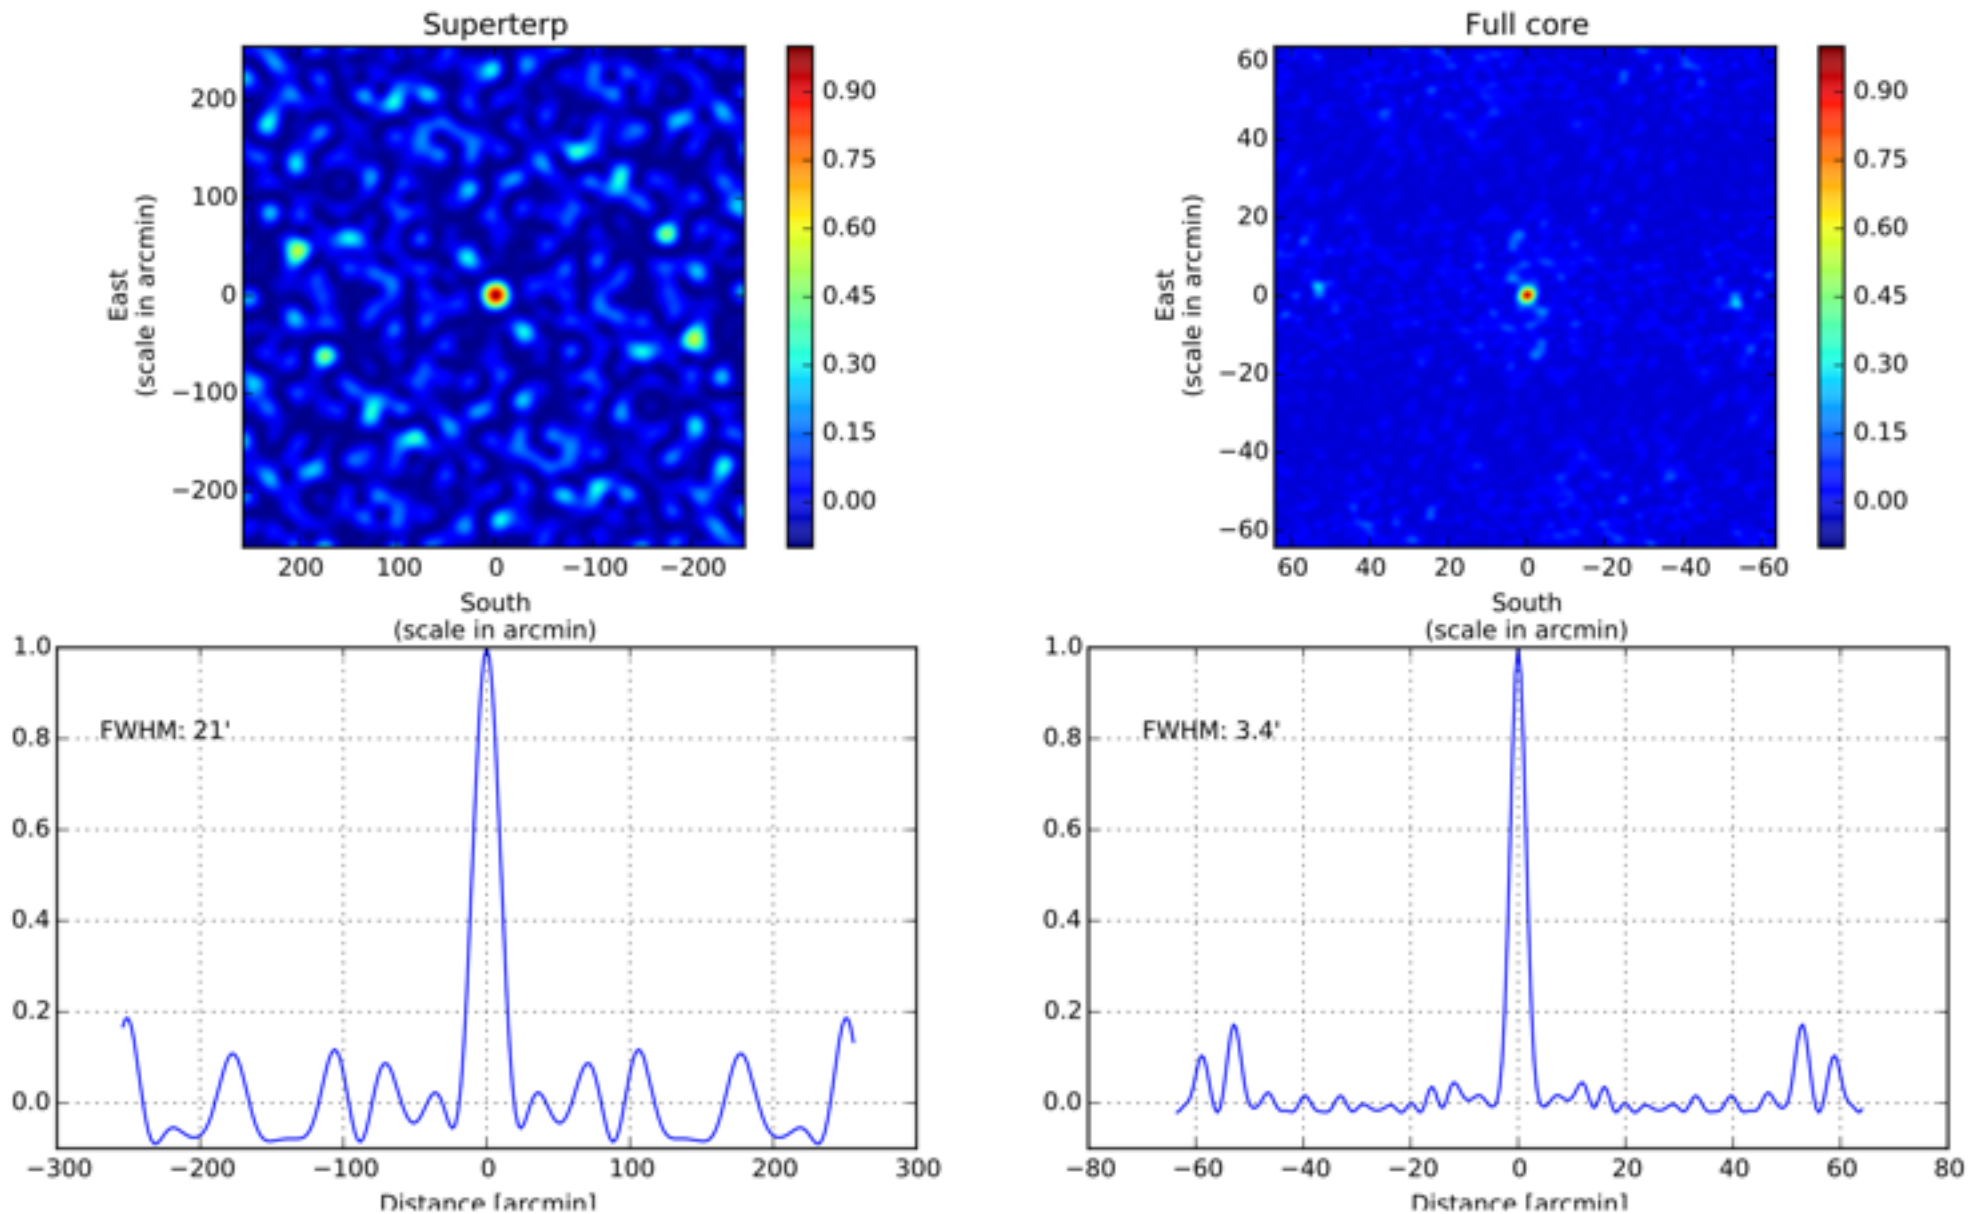 Superterp
200
100
0
−100
−200
East
(scale in arcmin)
200 100 0 −100 −200
South
(scale in arcmin)
0.90
0.75
0.60
0.45
0.30
0.15
0.00
Full core
60
40
20
0
−20
−40
−60
East
(scale in arcmin)
60 40 20 0 −20 −40 −60
South
(scale in arcmin)
0.90
0.75
0.60
0.45
0.30
0.15
0.00
1.0
0.8
0.6
0.4
0.2
0.0
FWHM: 21'
−300 −200 −100 0 100 200 300
Distance [arcmin]
1.0
0.8
0.6
0.4
0.2
0.0
FWHM: 3.4'
−80 −60 −40 −20 0 20 40 60 80
Distance [arcmin]